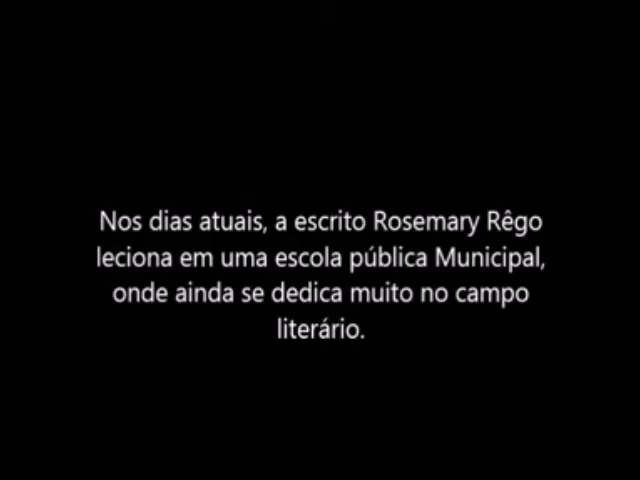 Nos dias atuais, a escrito Rosemary Rêgo
leciona em uma escola pública Municipal,
onde ainda se dedica muito no campo
literário.